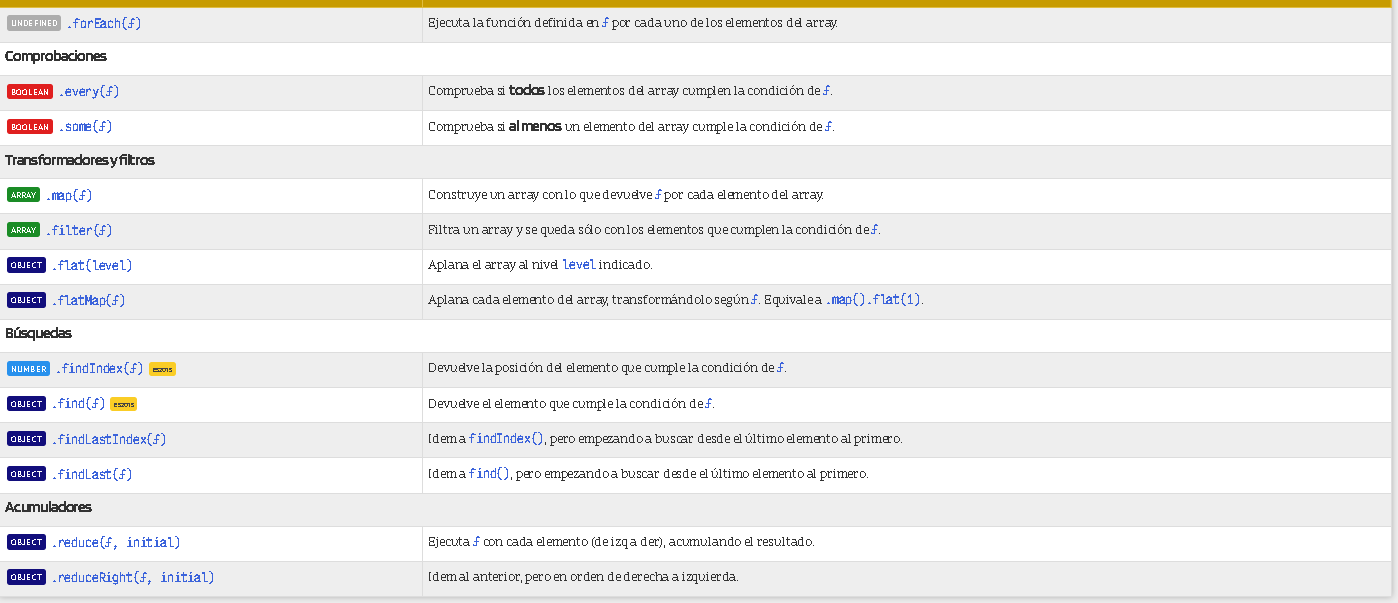 UNDEFINED .forEach(f) Ejecuta la función definida en f por cada uno de los elementos del array.
Comprobaciones
BOOLEAN .every(f) Comprueba si todos los elementos del array cumplen la condición de f.
BOOLEAN .some(f) Comprueba si al menos un elemento del array cumple la condición de f.
Transformadores y filtros
ARRAY .map(f) Construye un array con lo que devuelve f por cada elemento del array.
ARRAY .filter(f) Filtra un array y se queda sólo con los elementos que cumplen la condición de f.
OBJECT .flat(level) Aplana el array al nivel level indicado.
OBJECT .flatMap(f) Aplana cada elemento del array, transformándolo según f. Equivale a .map().flat(1).
Búsquedas
NUMBER .findIndex(f) ES2015 Devuelve la posición del elemento que cumple la condición de f.
OBJECT .find(f) ES2015 Devuelve el elemento que cumple la condición de f.
OBJECT .findLastIndex(f) Idem a findIndex(), pero empezando a buscar desde el último elemento al primero.
OBJECT .findLast(f) Idem a find(), pero empezando a buscar desde el último elemento al primero.
Acumuladores
OBJECT .reduce(f, initial) Ejecuta f con cada elemento (de izq a der), acumulando el resultado.
OBJECT .reduceRight(f, initial) Idem al anterior, pero en orden de derecha a izquierda.